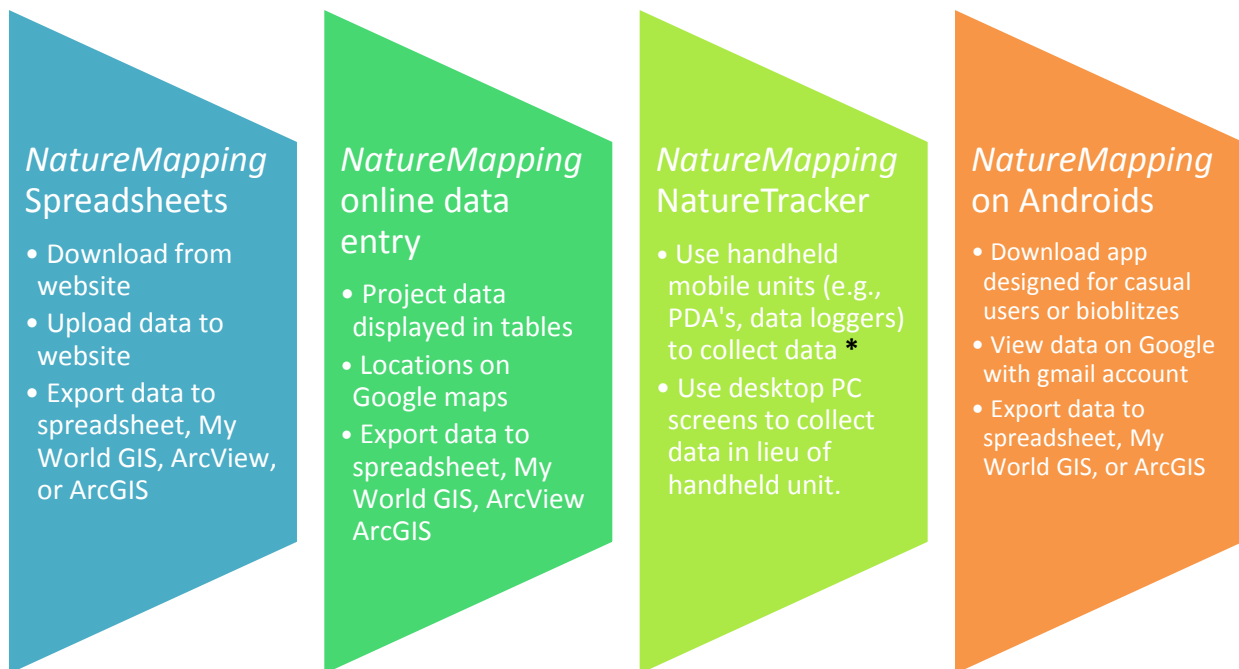 NatureMapping
Spreadsheets
• Download from
website
• Upload data to
website
• Export data to
spreadsheet, My
World GIS, ArcView,
or ArcGIS
NatureMapping
online data
entry
• Project data
displayed in tables
• Locations on
Google maps
• Export data to
spreadsheet, My
World GIS, ArcView
ArcGIS
NatureMapping
NatureTracker
• Use handheld
mobile units (e.g.,
PDA's, data loggers)
to collect data *
• Use desktop PC
screens to collect
data in lieu of
handheld unit.
NatureMapping
on Androids
• Download app
designed for casual
users or bioblitzes
• View data on Google
with gmail account
• Export data to
spreadsheet, My
World GIS, or ArcGIS